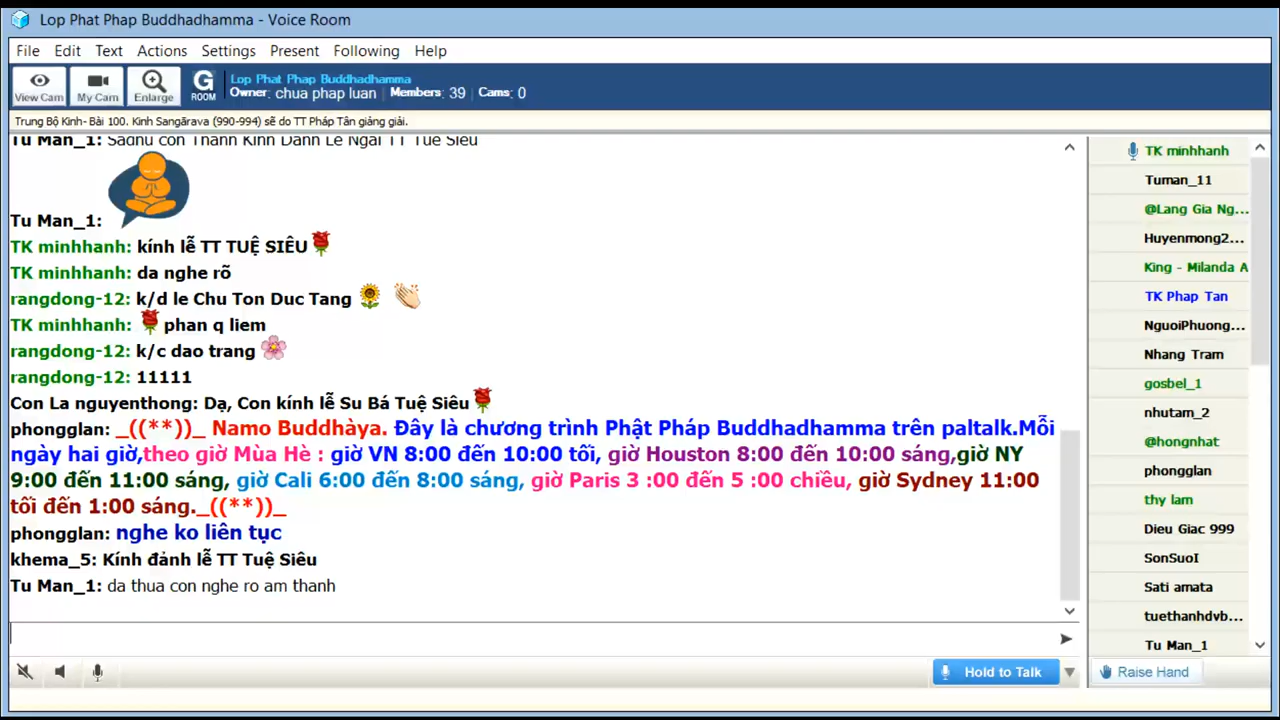 Lop Phat Phap Buddhadhamma - Voice Room
File Edit Text Actions Settings Present Following Help
View Cam My Cam Enlarge G ROOM
Lop Phat Phap Buddhadhamma
Owner: chua phap luan Members: 39 Cams: 0
Trung Bộ Kinh- Bài 100. Kinh Sangārava (990-994) sẽ do TT Pháp Tân giảng giải.
Tu Man_1: Sadhu con Thanh Kinh Danh Le Ngai TT Tue Sieu
Tu Man_1:
TK minhhanh: kính lễ TT TUỆ SIÊU
TK minhhanh: da nghe rõ
rangdong-12: k/d le Chu Ton Duc Tang
TK minhhanh: phan q liem
rangdong-12: k/c dao trang
rangdong-12: 11111
Con La nguyenthong: Dạ, Con kính lễ Su Bá Tuệ Siêu
phongglan: _((**))_ Namo Buddhàya. Đây là chương trình Phật Pháp Buddhadhamma trên paltalk.Mỗi
ngày hai giờ,theo giờ Mùa Hè : giờ VN 8:00 đến 10:00 tối, giờ Houston 8:00 đến 10:00 sáng,giờ NY
9:00 đến 11:00 sáng, giờ Cali 6:00 đến 8:00 sáng, giờ Paris 3 :00 đến 5 :00 chiều, giờ Sydney 11:00
tối đến 1:00 sáng._((**))_
phongglan: nghe ko liên tục
khema_5: Kính đảnh lễ TT Tuệ Siêu
Tu Man_1: da thua con nghe ro am thanh
Hold to Talk
TK minhhanh
Tuman_11
@Lang Gia Ng...
Huyenmong2...
King - Milanda A
TK Phap Tan
NguoiPhuong...
Nhang Tram
gosbel_1
nhutam_2
@hongnhat
phongglan
thy lam
Dieu Giac 999
SonSuoI
Sati amata
tuethanhdvb...
Tu Man_1
Raise Hand